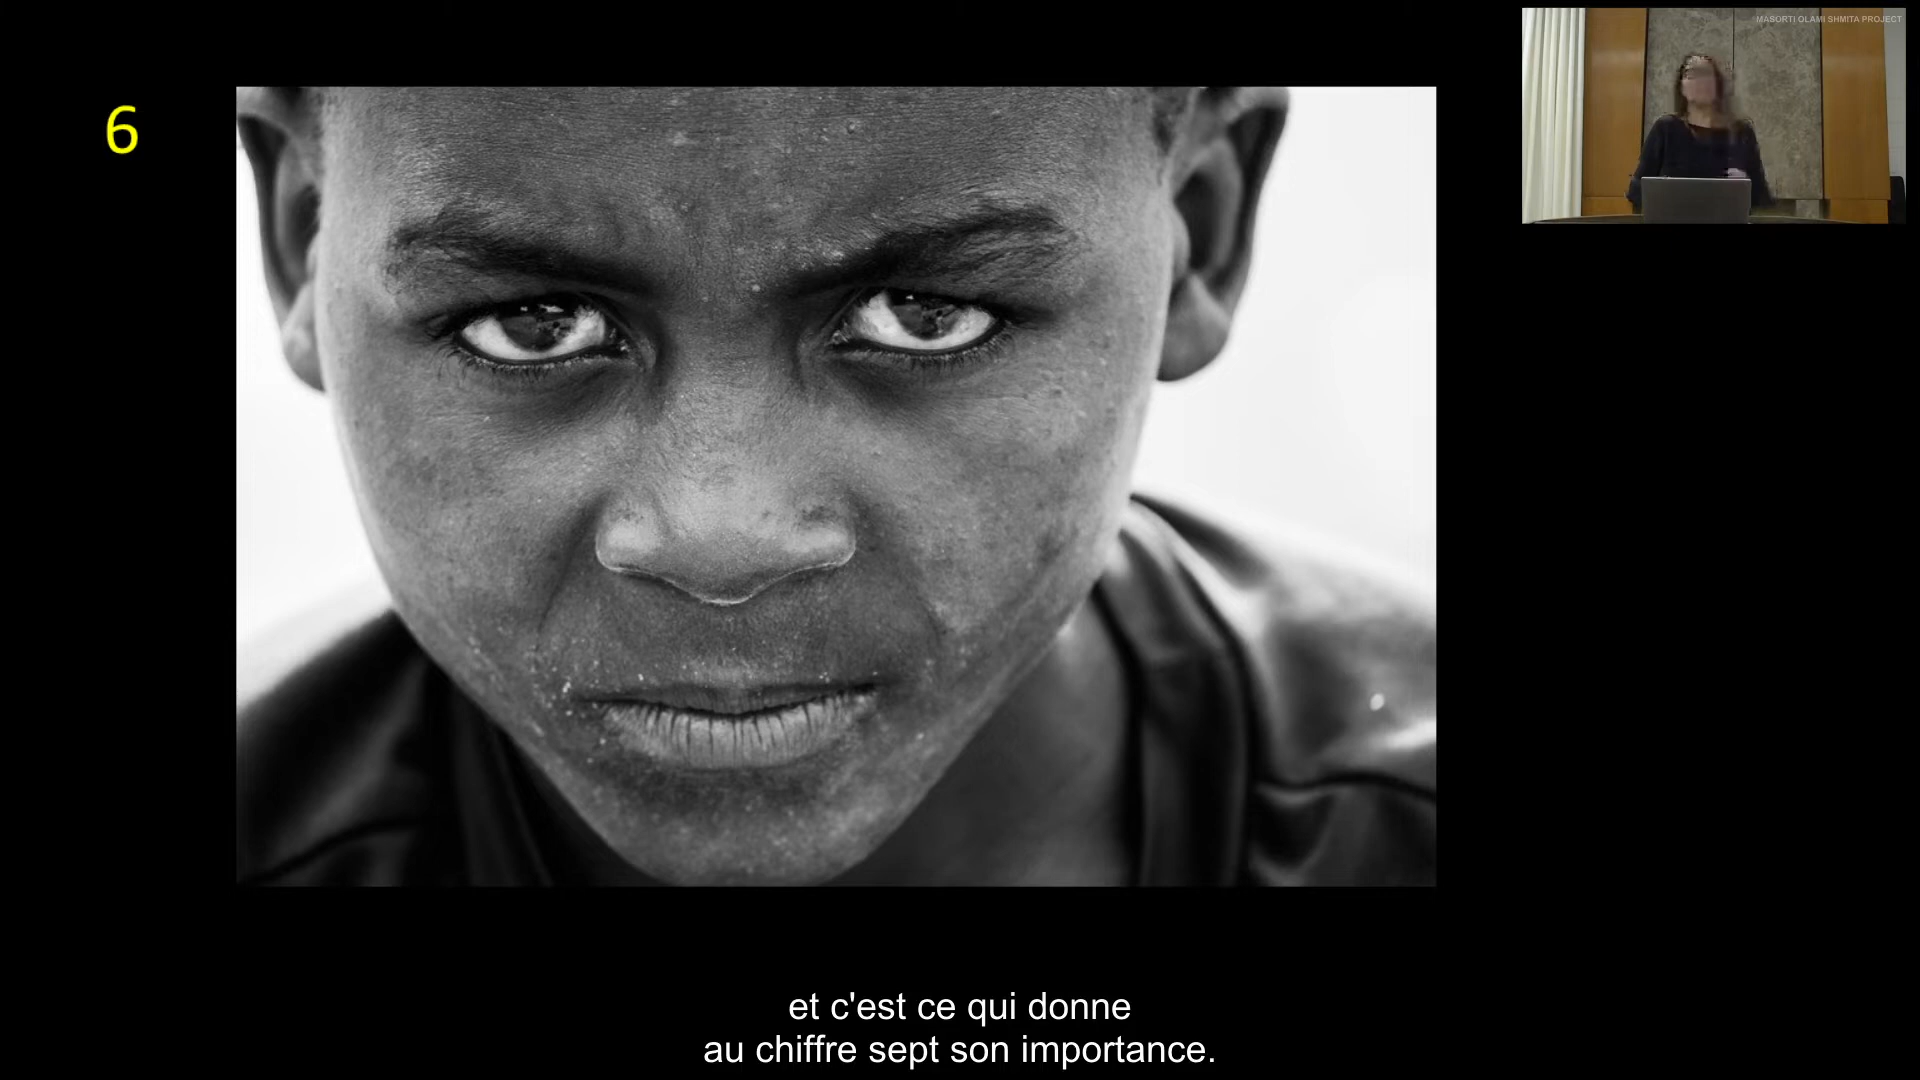 MASORTI OLAMI SHMITA PROJECT
6
et c'est ce qui donne
au chiffre sept son importance.